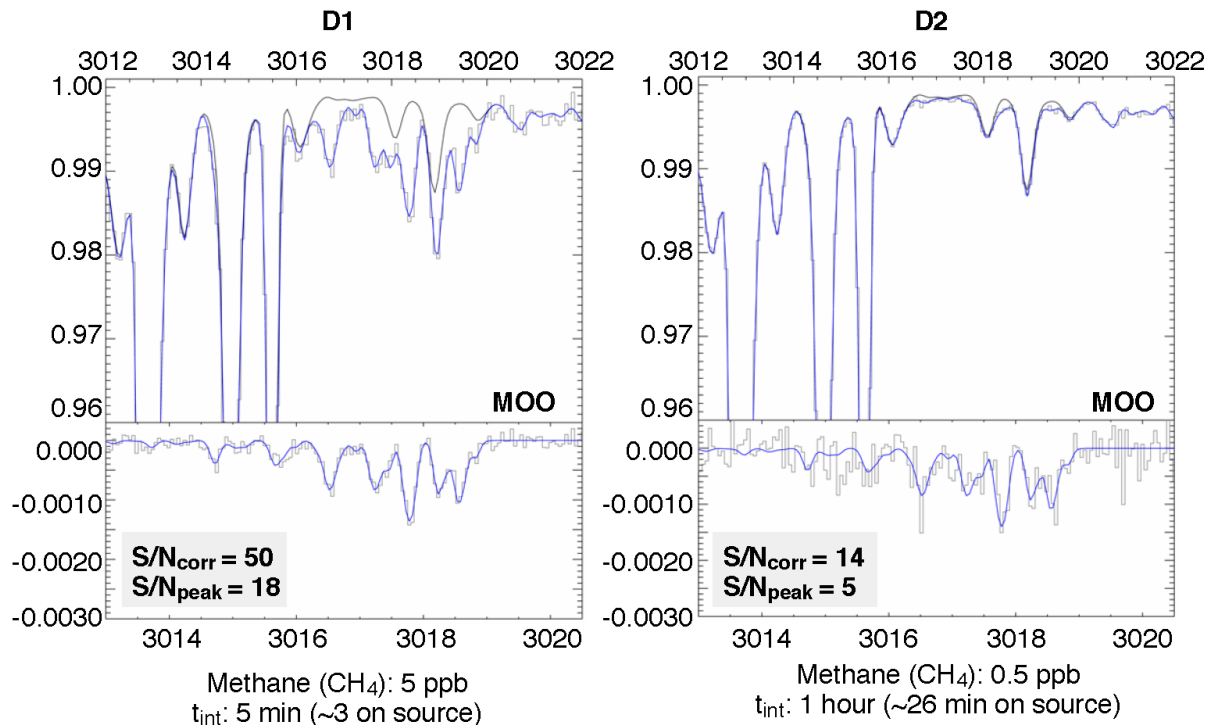 D1
3012 3014 3016 3018 3020 3022
1.00
0.99
0.98
0.97
0.96
MOO
0.000
-0.0010
-0.0020
-0.0030
S/Ncorr = 50
S/Npeak = 18
3014 3016 3018 3020
Methane (CH4): 5 ppb
tint: 5 min (~3 on source)
D2
3012 3014 3016 3018 3020 3022
1.00
0.99
0.98
0.97
0.96
MOO
0.000
-0.0010
-0.0020
-0.0030
S/Ncorr = 14
S/Npeak = 5
3014 3016 3018 3020
Methane (CH4): 0.5 ppb
tint: 1 hour (~26 min on source)